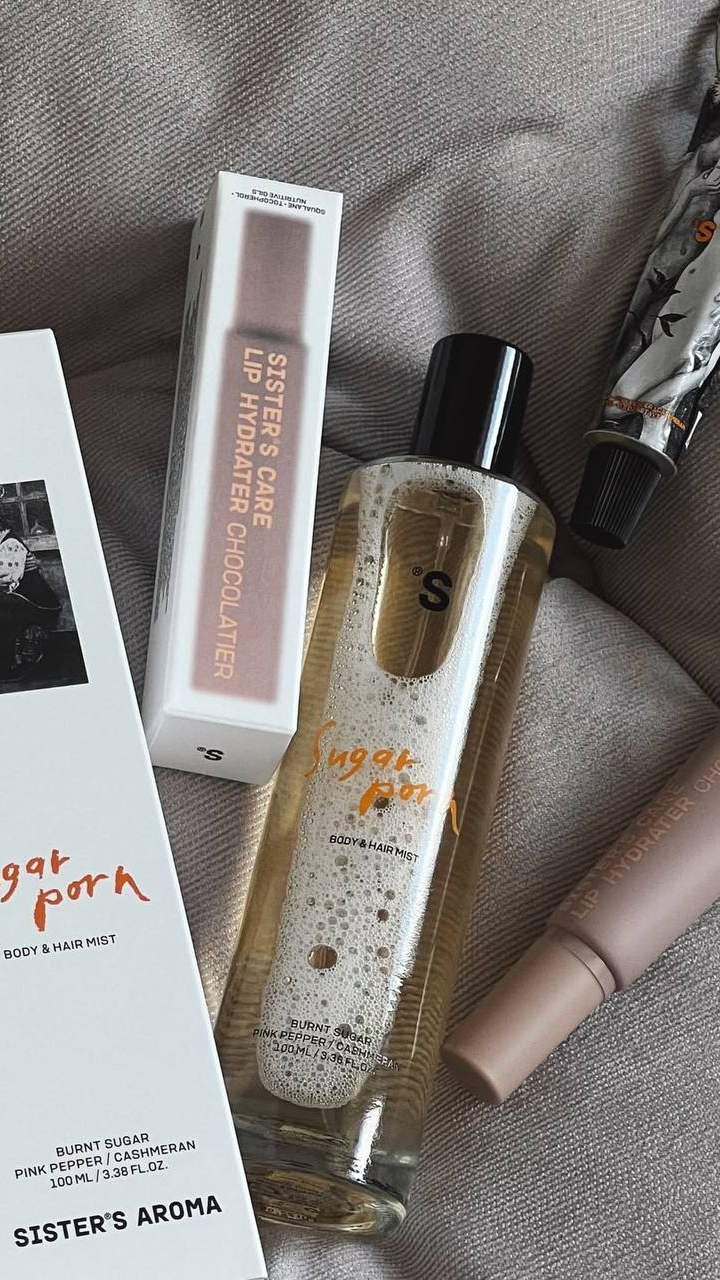 SQUALANE • TOCOPHEROL •
NUTRITIVE OILS
SISTER'S CARE
LIP HYDRATER CHOCOLATIER
S®
®S
Sugar
porn
BODY & HAIR MIST
BURNT SUGAR
PINK PEPPER / CASHMERAN
100 ML / 3.38 FL.O
gar
porn
BODY & HAIR MIST
BURNT SUGAR
PINK PEPPER / CASHMERAN
100 ML / 3.38 FL.OZ.
SISTER®S AROMA
'S
LIP HYDRATER CHO